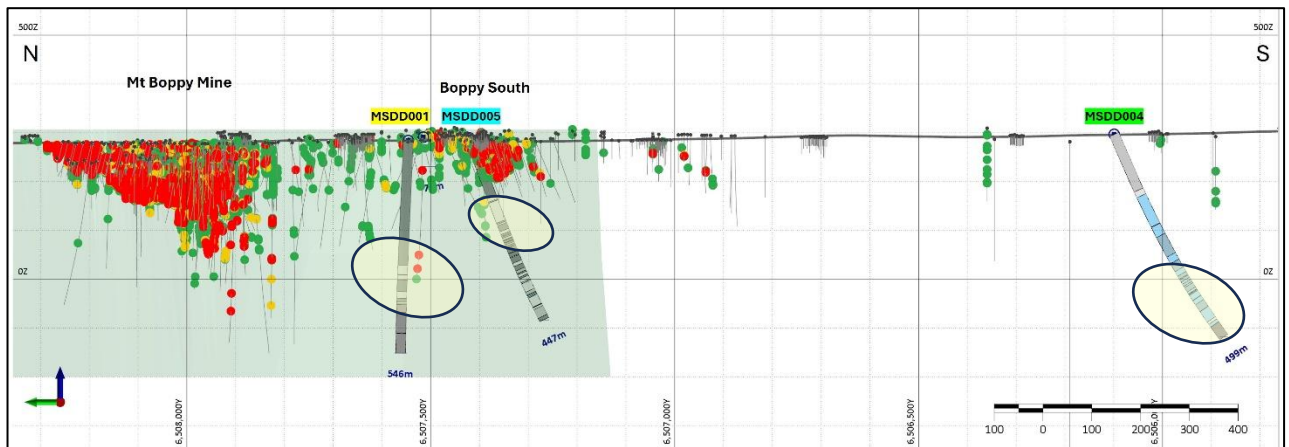 500Z
500Z
N
S
Mt Boppy Mine
Boppy South
MSDD001
MSDD005
MSDD004
0Z
0Z
447m
499m
546m
6,508,000Y
6,507,500Y
6,507,000Y
6,506,500Y
100 0 100 200 300 400